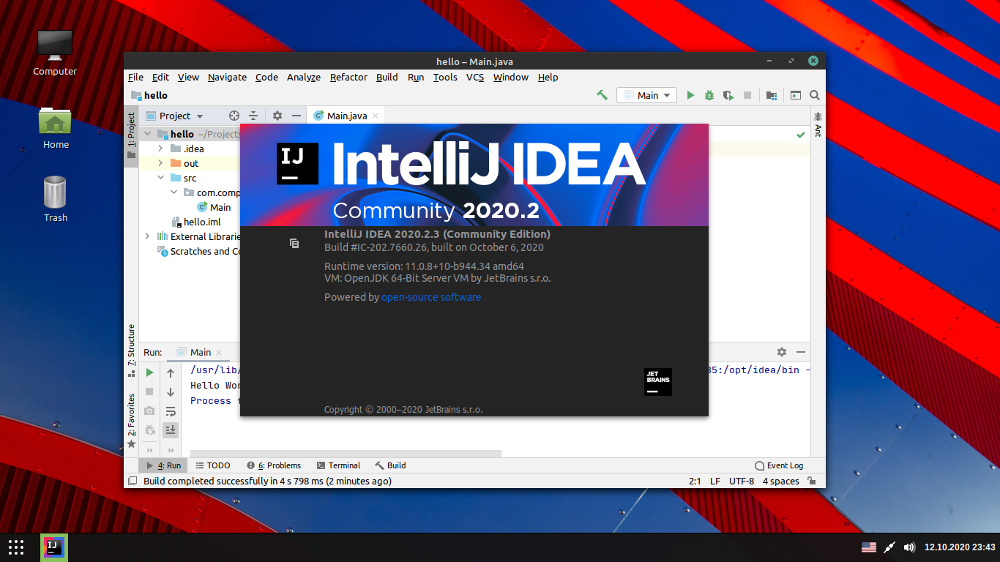 Computer
Home
Trash
hello – Main.java
File Edit View Navigate Code Analyze Refactor Build Run Tools VCS Window Help
hello
Main
1: Project
Project
Main.java
Ant
hello ~/Projects
.idea
out
src
com.comp
Main
hello.iml
External Librarie
Scratches and Co
IJ
IntelliJ IDEA
Community 2020.2
IntelliJ IDEA 2020.2.3 (Community Edition)
Build #IC-202.7660.26, built on October 6, 2020
Runtime version: 11.0.8+10-b944.34 amd64
VM: OpenJDK 64-Bit Server VM by JetBrains s.r.o.
Powered by open-source software
JET
BRAINS
Copyright © 2000–2020 JetBrains s.r.o.
7: Structure
2: Favorites
Run: Main
/usr/lib/
35:/opt/idea/bin -
Hello Wor
Process f
4: Run TODO 6: Problems Terminal Build Event Log
Build completed successfully in 4 s 798 ms (2 minutes ago) 2:1 LF UTF-8 4 spaces
IJ
12.10.2020 23:43